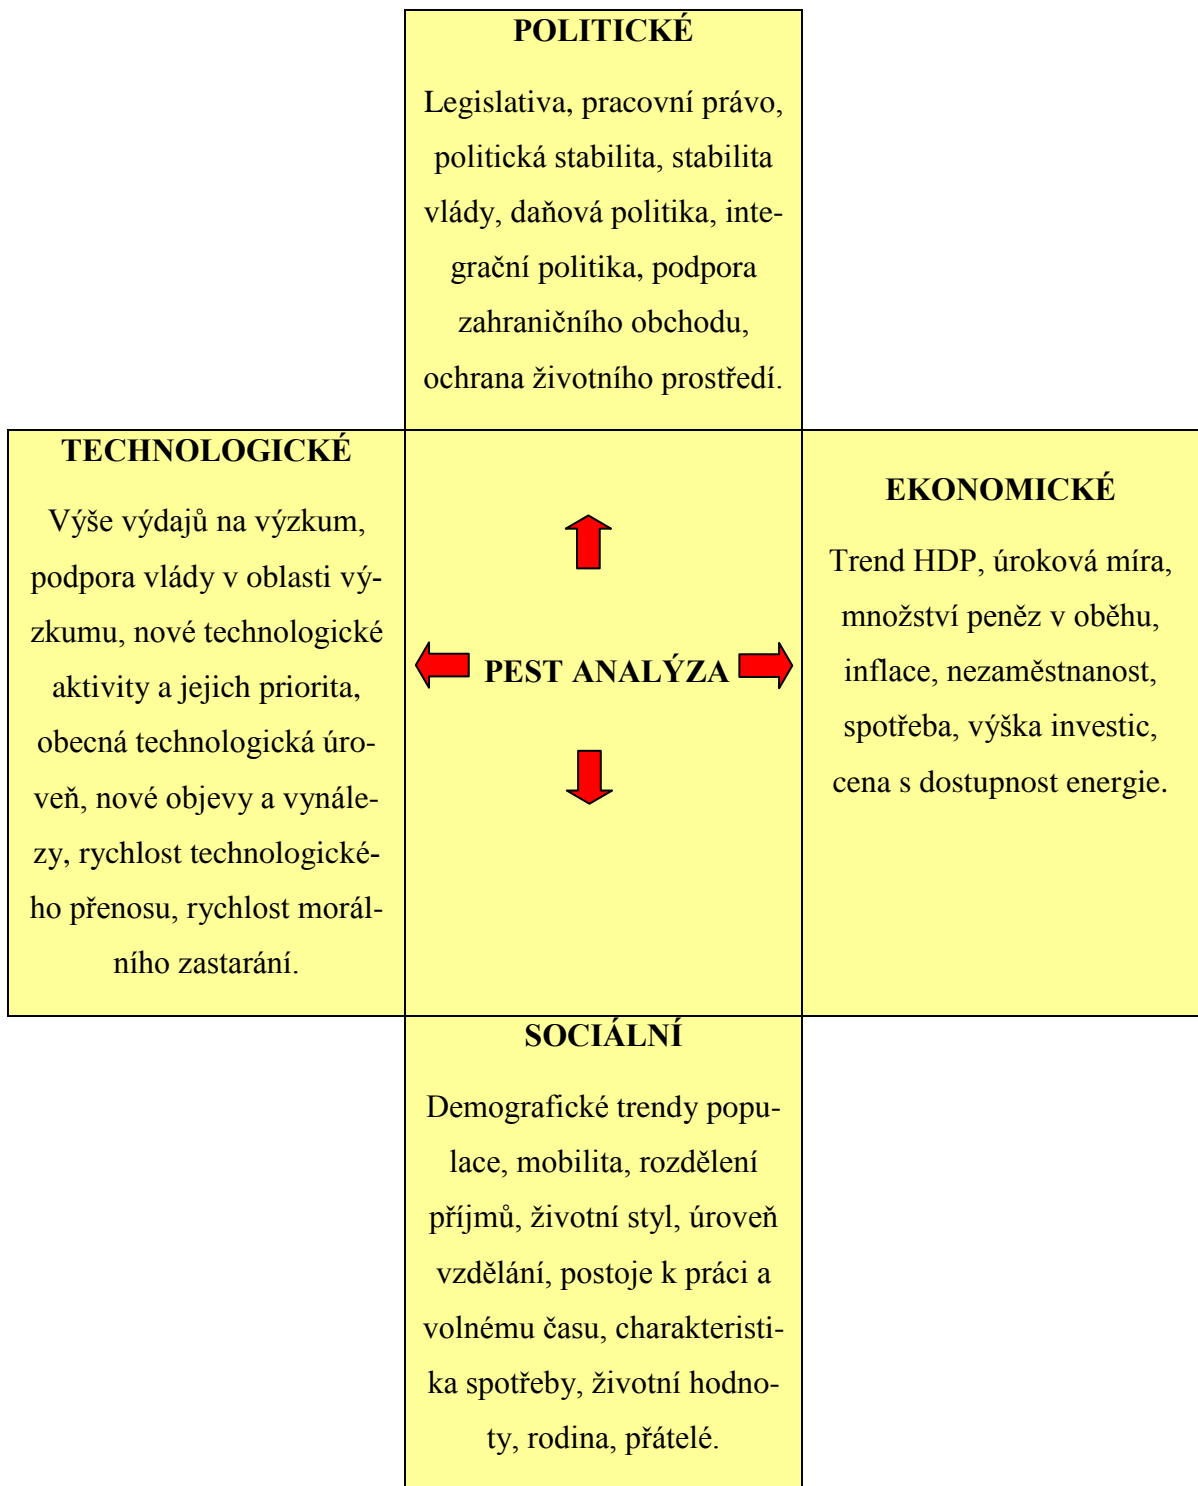 POLITICKÉ
Legislativa, pracovní právo,
politická stabilita, stabilita
vlády, daňová politika, inte-
grační politika, podpora
zahraničního obchodu,
ochrana životního prostředí.
TECHNOLOGICKÉ
Výše výdajů na výzkum,
podpora vlády v oblasti vý-
zkumu, nové technologické
aktivity a jejich priorita,
obecná technologická úro-
veň, nové objevy a vynále-
zy, rychlost technologické-
ho přenosu, rychlost morál-
ního zastarání.
PEST ANALÝZA
EKONOMICKÉ
Trend HDP, úroková míra,
množství peněz v oběhu,
inflace, nezaměstnanost,
spotřeba, výška investic,
cena s dostupnost energie.
SOCIÁLNÍ
Demografické trendy popu-
lace, mobilita, rozdělení
příjmů, životní styl, úroveň
vzdělání, postoje k práci a
volnému času, charakteristi-
ka spotřeby, životní hodno-
ty, rodina, přátelé.